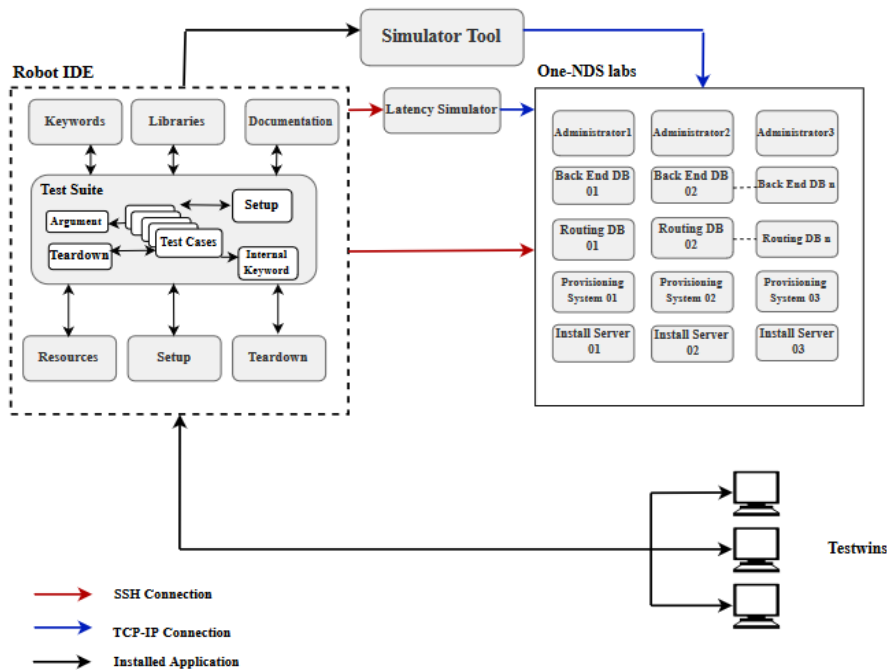 Simulator Tool
Robot IDE
One-NDS labs
Keywords
Libraries
Documentation
Latency Simulator
Administrator1
Administrator2
Administrator3
Test Suite
Setup
Argument
Test Cases
Teardown
Internal
Keyword
Back End DB
01
Back End DB
02
Back End DB n
Routing DB
01
Routing DB
02
Routing DB n
Provisioning
System 01
Provisioning
System 02
Provisioning
System 03
Install Server
01
Install Server
02
Install Server
03
Resources
Setup
Teardown
Testwins
SSH Connection
TCP-IP Connection
Installed Application